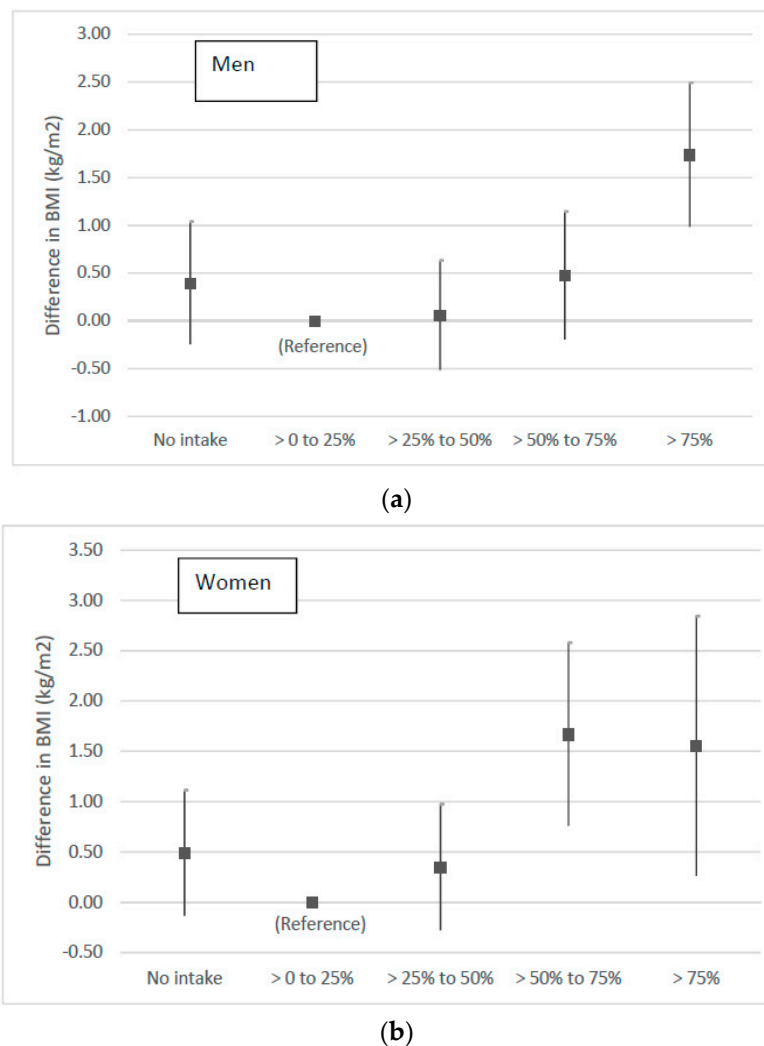 Men
Difference in BMI (kg/m2)
3.00
2.50
2.00
1.50
1.00
0.50
0.00
-0.50
-1.00
(Reference)
No intake
> 0 to 25%
> 25% to 50%
> 50% to 75%
> 75%
(a)
Women
Difference in BMI (kg/m2)
3.50
3.00
2.50
2.00
1.50
1.00
0.50
0.00
-0.50
(Reference)
No intake
> 0 to 25%
> 25% to 50%
> 50% to 75%
> 75%
(b)